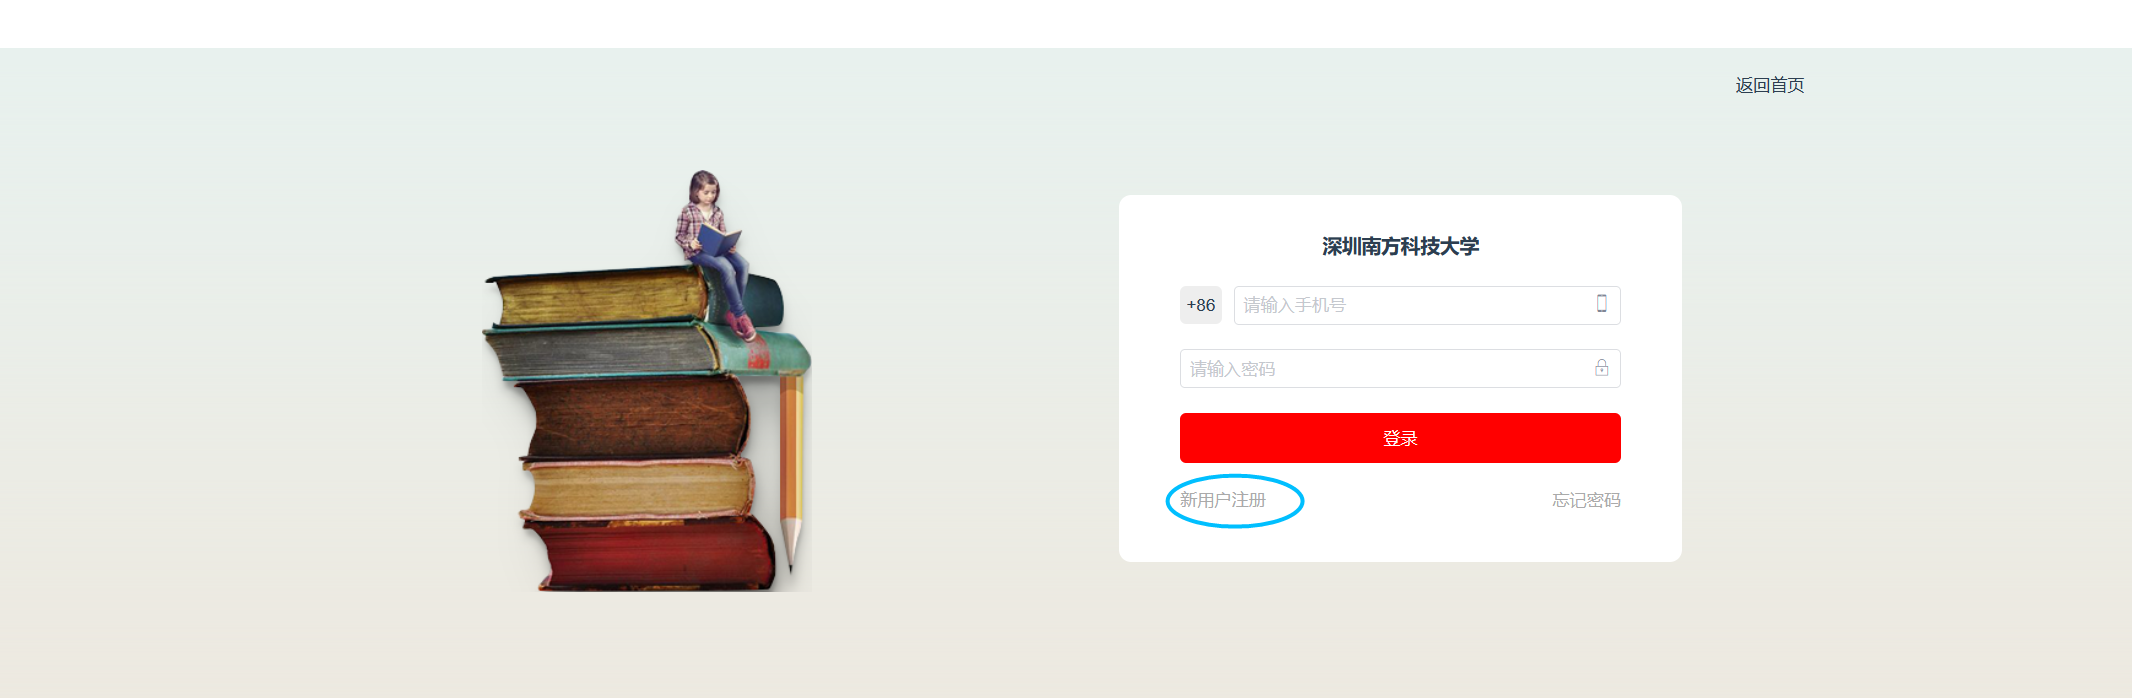 返回首页
深圳南方科技大学
+86 请输入手机号
请输入密码
登录
新用户注册 忘记密码